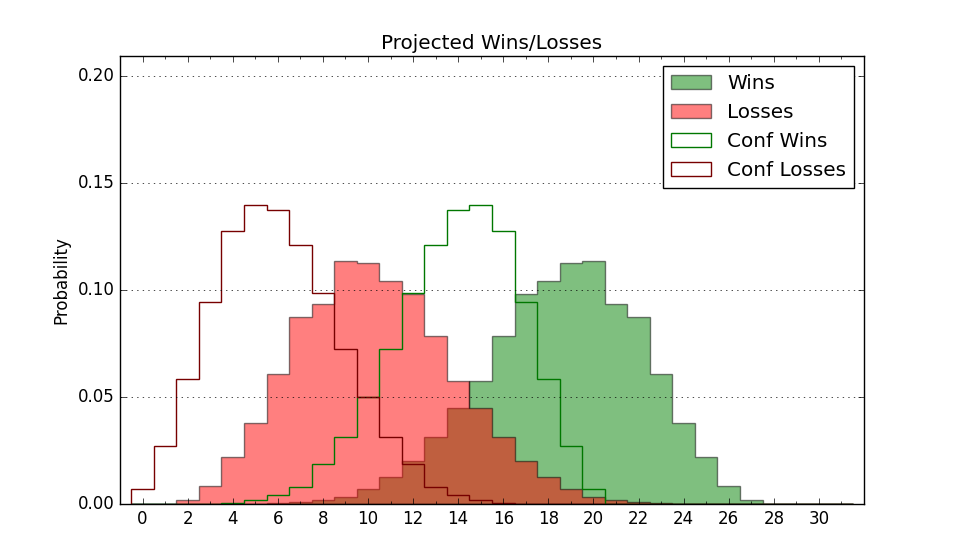 Projected Wins/Losses
Probability
0.20
0.15
0.10
0.05
0.00
0 2 4 6 8 10 12 14 16 18 20 22 24 26 28 30
Wins
Losses
Conf Wins
Conf Losses